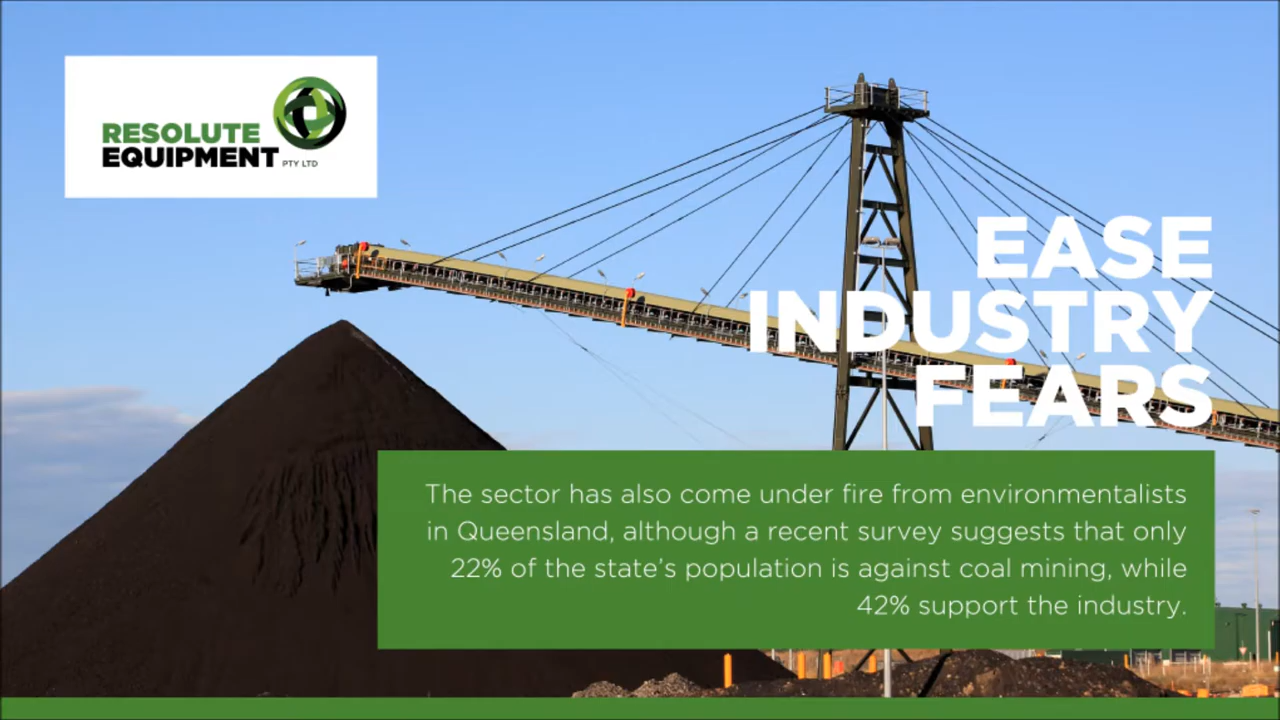 RESOLUTE
EQUIPMENT PTY LTD
EASE
INDUSTRY
FEARS
The sector has also come under fire from environmentalists
in Queensland, although a recent survey suggests that only
22% of the state’s population is against coal mining, while
42% support the industry.